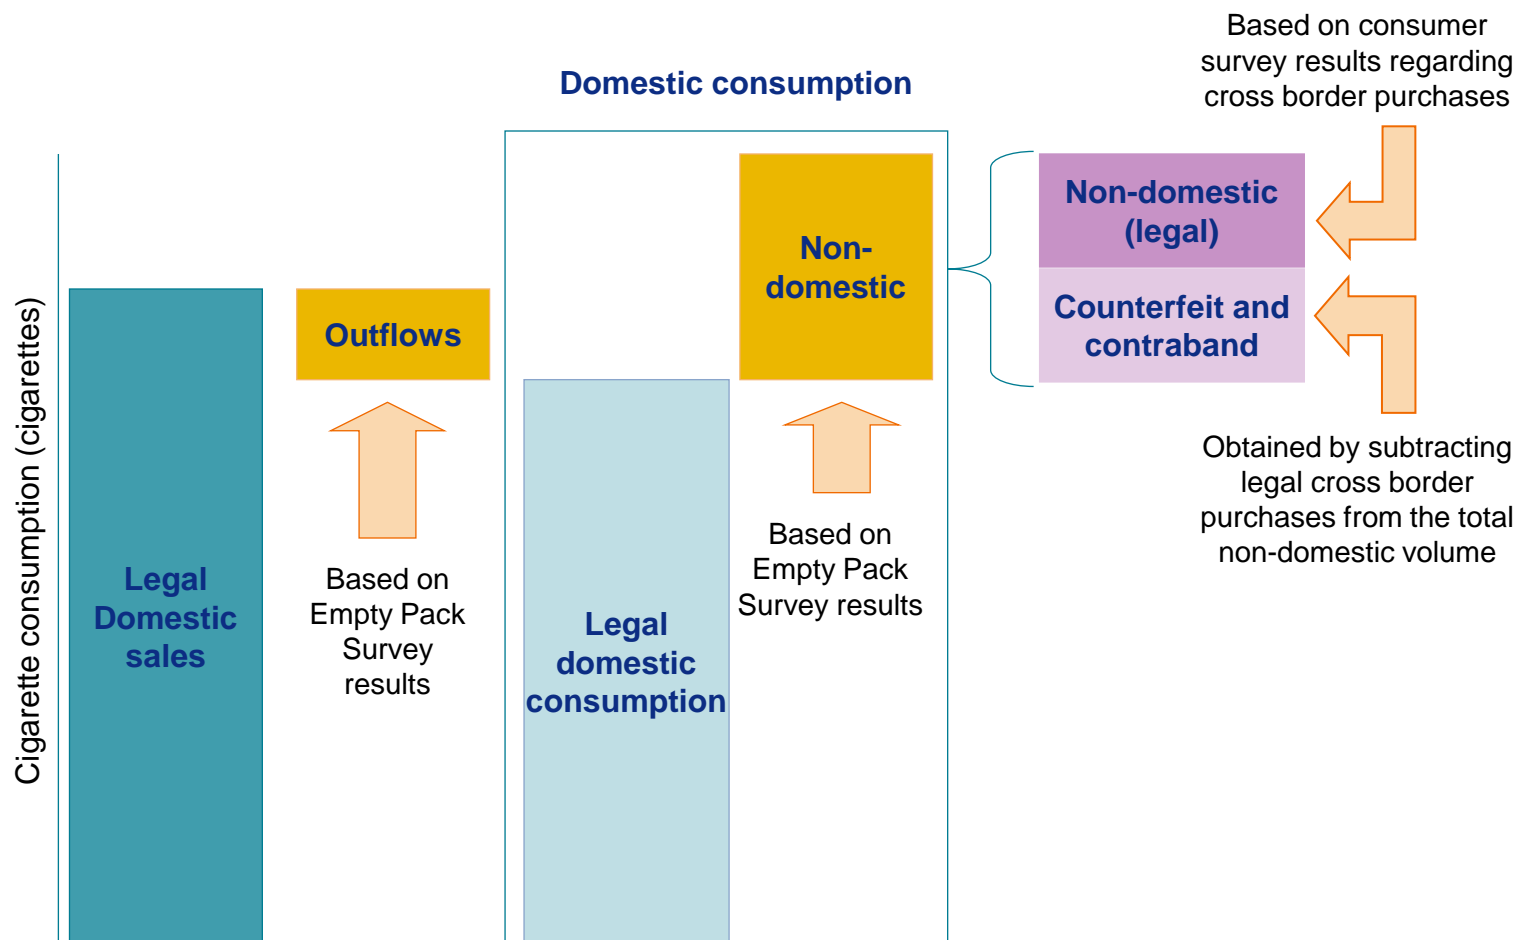 Based on consumer
survey results regarding
cross border purchases
Domestic consumption
Non-domestic
(legal)
Non-
domestic
Counterfeit and
contraband
Outflows
Cigarette consumption (cigarettes)
Obtained by subtracting
legal cross border
purchases from the total
non-domestic volume
Based on
Empty Pack
Survey results
Legal
Domestic
sales
Based on
Empty Pack
Survey
results
Legal
domestic
consumption